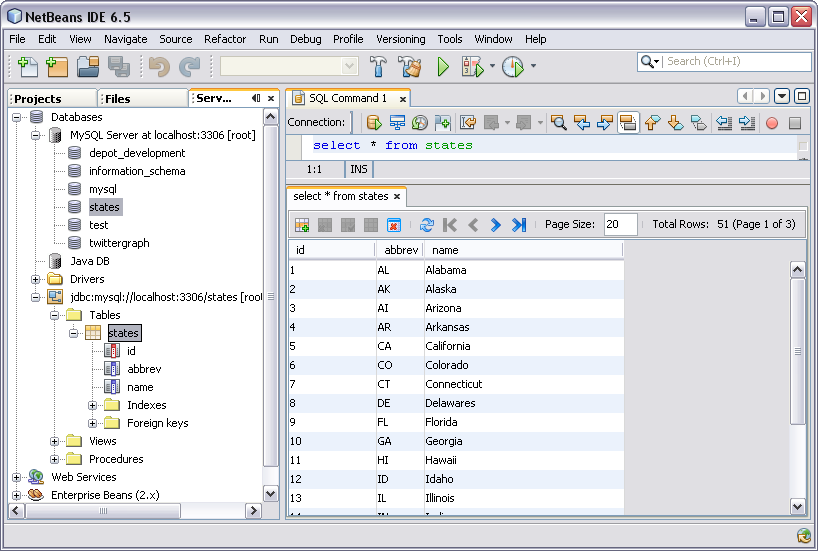 NetBeans IDE 6.5
File Edit View Navigate Source Refactor Run Debug Profile Versioning Tools Window Help
Search (Ctrl+I)
Projects Files Serv...
Databases
MySQL Server at localhost:3306 [root]
depot_development
information_schema
mysql
states
test
twittergraph
Java DB
Drivers
jdbc:mysql://localhost:3306/states [root
Tables
states
id
abbrev
name
Indexes
Foreign keys
Views
Procedures
Web Services
Enterprise Beans (2.x)
SQL Command 1
Connection:
select * from states
1:1 INS
select * from states
Page Size: 20 Total Rows: 51 (Page 1 of 3)
id abbrev name
1 AL Alabama
2 AK Alaska
3 AI Arizona
4 AR Arkansas
5 CA California
6 CO Colorado
7 CT Connecticut
8 DE Delawares
9 FL Florida
10 GA Georgia
11 HI Hawaii
12 ID Idaho
13 IL Illinois